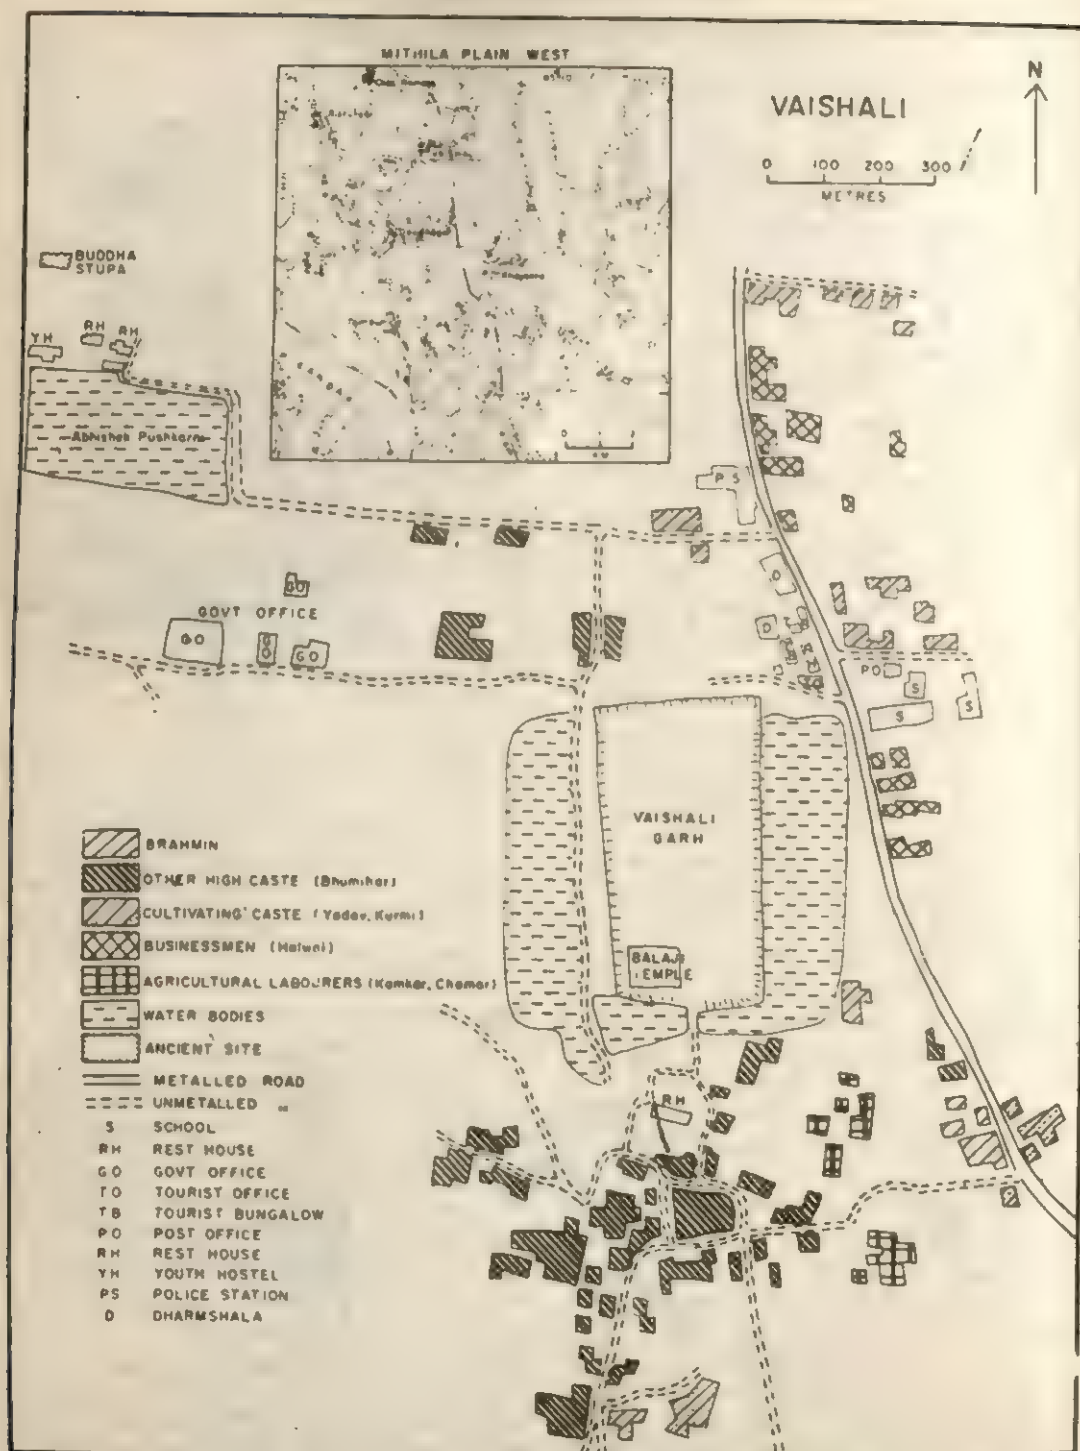 MITHILA PLAIN WEST
N
VAISHALI
0 100 200 300
METRES
BUDDHA
STUPA
YH
RH
RH
Abhishek Pushkarni
PS
GO
GOVT OFFICE
GO
GO
GO
D
D
PO
S
S
S
VAISHALI
GARH
BALAJI
TEMPLE
RH
BRAHMIN
OTHER HIGH CASTE (Bhumihar)
CULTIVATING CASTE (Yadav, Kurmi)
BUSINESSMEN (Halwai)
AGRICULTURAL LABOURERS (Kamkar, Chamar)
WATER BODIES
ANCIENT SITE
METALLED ROAD
UNMETALLED "
S SCHOOL
RH REST HOUSE
GO GOVT OFFICE
TO TOURIST OFFICE
TB TOURIST BUNGALOW
PO POST OFFICE
RH REST HOUSE
YH YOUTH HOSTEL
PS POLICE STATION
D DHARMSHALA